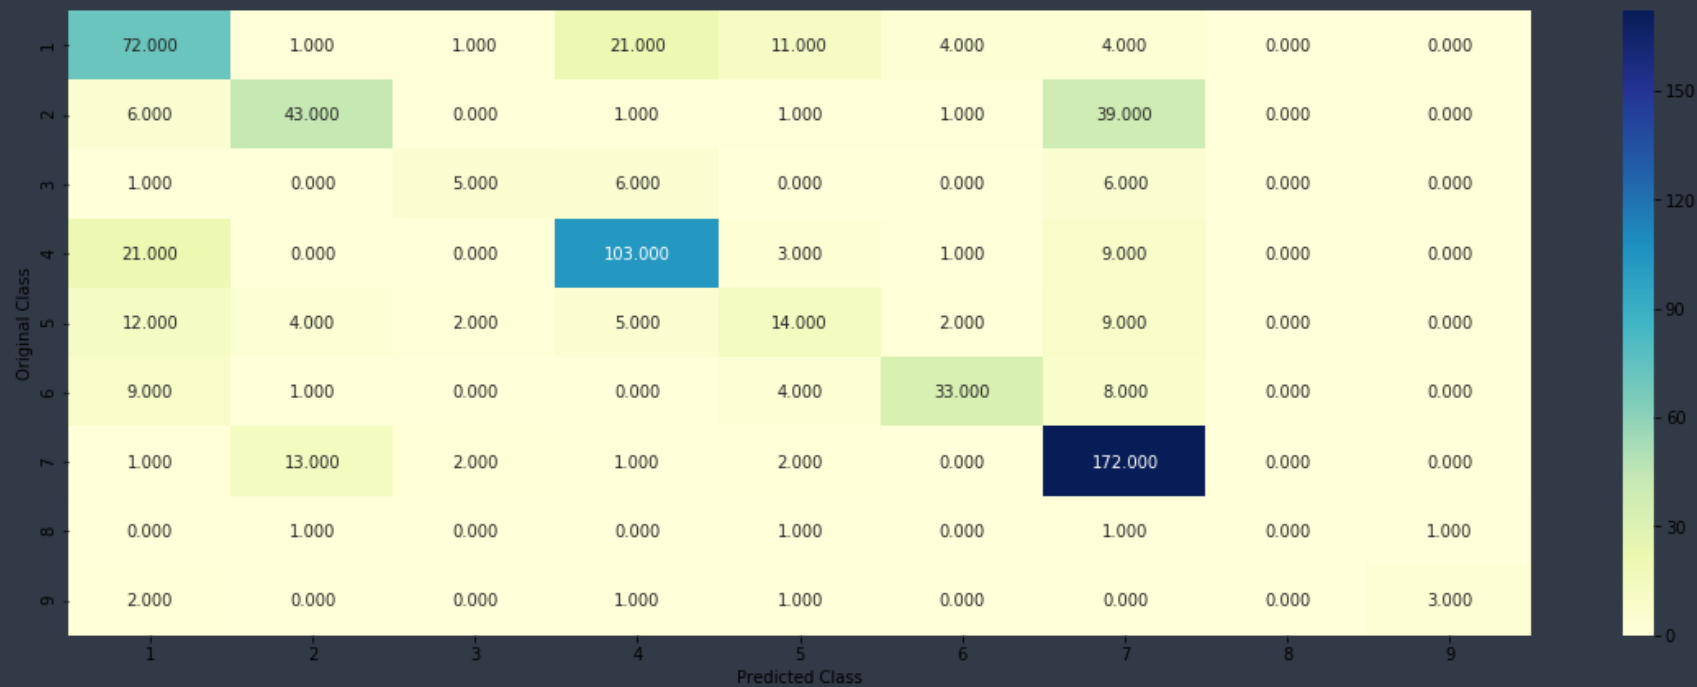 1 72.000 1.000 1.000 21.000 11.000 4.000 4.000 0.000 0.000
2 6.000 43.000 0.000 1.000 1.000 1.000 39.000 0.000 0.000
3 1.000 0.000 5.000 6.000 0.000 0.000 6.000 0.000 0.000
4 21.000 0.000 0.000 103.000 3.000 1.000 9.000 0.000 0.000
5 12.000 4.000 2.000 5.000 14.000 2.000 9.000 0.000 0.000
6 9.000 1.000 0.000 0.000 4.000 33.000 8.000 0.000 0.000
7 1.000 13.000 2.000 1.000 2.000 0.000 172.000 0.000 0.000
8 0.000 1.000 0.000 0.000 1.000 0.000 1.000 0.000 1.000
9 2.000 0.000 0.000 1.000 1.000 0.000 0.000 0.000 3.000
1 2 3 4 5 6 7 8 9
Predicted Class
Original Class
150
120
90
60
30
0